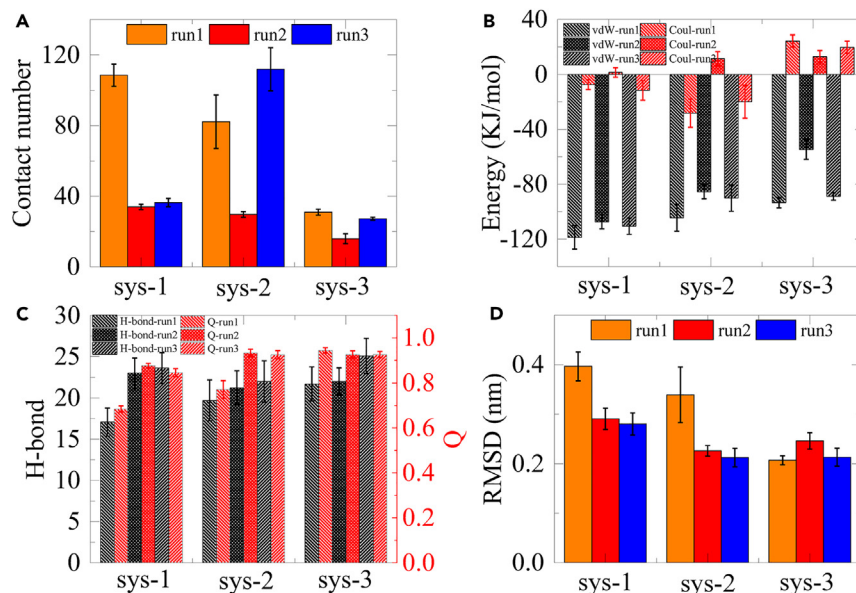 A
run1 run2 run3
Contact number
120
80
40
0
sys-1 sys-2 sys-3
B
vdW-run1 Coul-run1
vdW-run2 Coul-run2
vdW-run3 Coul-run3
Energy (KJ/mol)
40
0
-40
-80
-120
sys-1 sys-2 sys-3
C
H-bond-run1 Q-run1
H-bond-run2 Q-run2
H-bond-run3 Q-run3
H-bond
30
25
20
15
10
5
0
Q
1.0
0.8
0.6
0.4
0.2
0.0
sys-1 sys-2 sys-3
D
run1 run2 run3
RMSD (nm)
0.4
0.2
0.0
sys-1 sys-2 sys-3